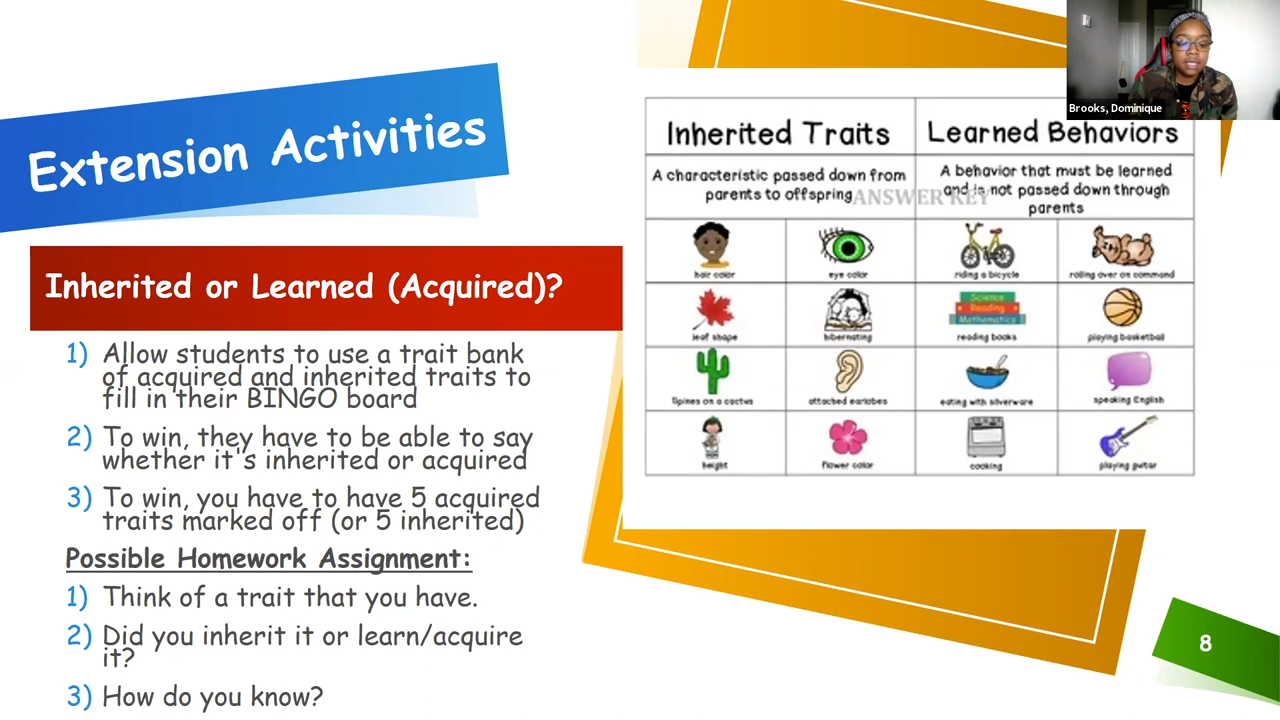 Brooks, Dominique
Extension Activities
Inherited or Learned (Acquired)?
1) Allow students to use a trait bank
of acquired and inherited traits to
fill in their BINGO board
2) To win, they have to be able to say
whether it's inherited or acquired
3) To win, you have to have 5 acquired
traits marked off (or 5 inherited)
Possible Homework Assignment:
1) Think of a trait that you have.
2) Did you inherit it or learn/acquire
it?
3) How do you know?
Inherited Traits
Learned Behaviors
A characteristic passed down from
parents to offspring
A behavior that must be learned
and is not passed down through
parents
ANSWER KEY
hair color
eye color
riding a bicycle
rolling over on command
Science
Reading
Mathematics
leaf shape
hibernating
reading books
playing basketball
Spines on a cactus
attached earlobes
eating with silverware
speaking English
height
flower color
cooking
playing guitar
8